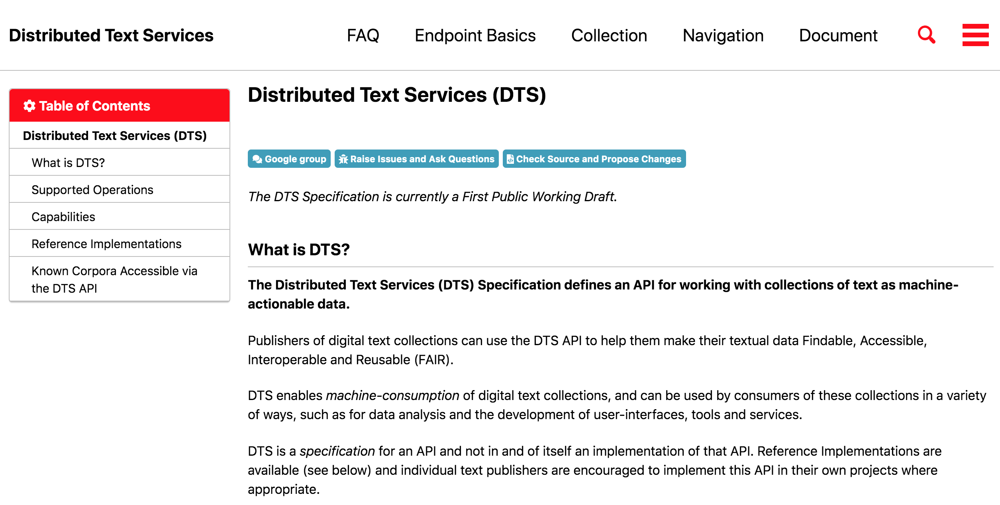 Distributed Text Services
FAQ
Endpoint Basics
Collection
Navigation
Document
Table of Contents
Distributed Text Services (DTS)
What is DTS?
Supported Operations
Capabilities
Reference Implementations
Known Corpora Accessible via
the DTS API
Distributed Text Services (DTS)
Google group
Raise Issues and Ask Questions
Check Source and Propose Changes
The DTS Specification is currently a First Public Working Draft.
What is DTS?
The Distributed Text Services (DTS) Specification defines an API for working with collections of text as machine-
actionable data.
Publishers of digital text collections can use the DTS API to help them make their textual data Findable, Accessible,
Interoperable and Reusable (FAIR).
DTS enables machine-consumption of digital text collections, and can be used by consumers of these collections in a variety
of ways, such as for data analysis and the development of user-interfaces, tools and services.
DTS is a specification for an API and not in and of itself an implementation of that API. Reference Implementations are
available (see below) and individual text publishers are encouraged to implement this API in their own projects where
appropriate.